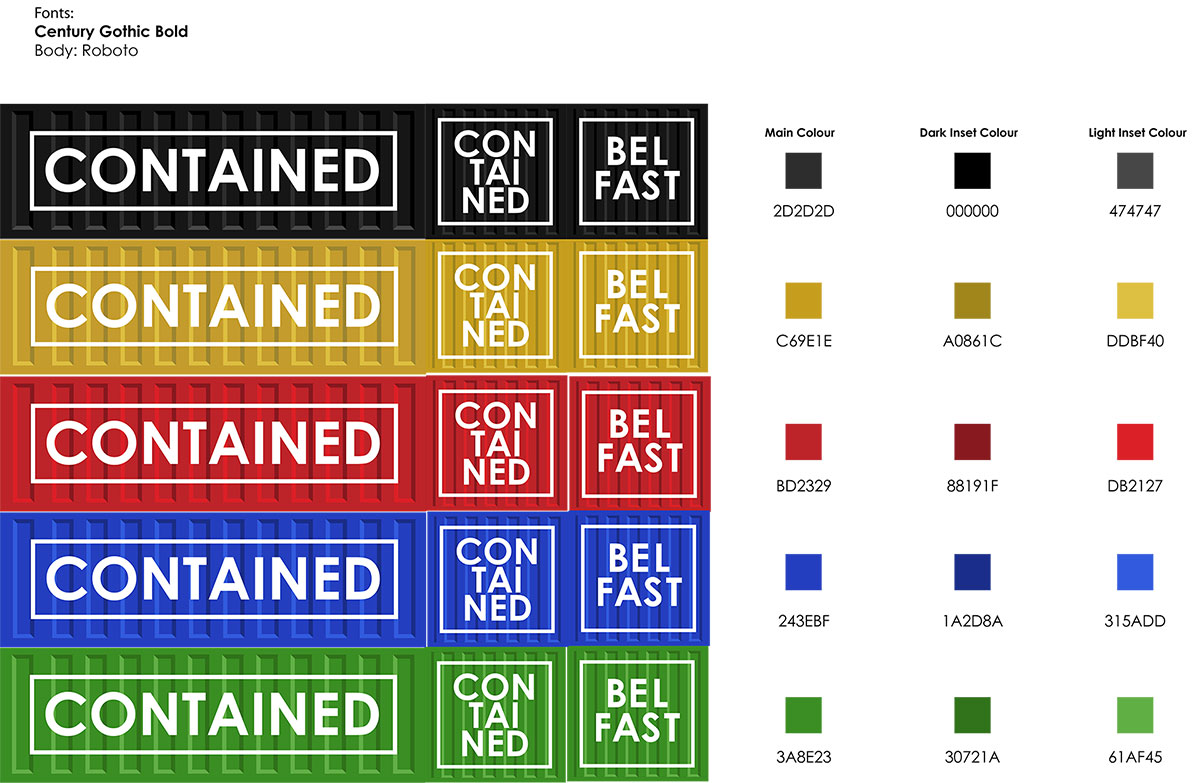 Fonts:
Century Gothic Bold
Body: Roboto
Main Colour Dark Inset Colour Light Inset Colour
CONTAINED
CON
TAI
NED
BEL
FAST
2D2D2D 000000 474747
CONTAINED
CON
TAI
NED
BEL
FAST
C69E1E A0861C DDBF40
CONTAINED
CON
TAI
NED
BEL
FAST
BD2329 88191F DB2127
CONTAINED
CON
TAI
NED
BEL
FAST
243EBF 1A2D8A 315ADD
CONTAINED
CON
TAI
NED
BEL
FAST
3A8E23 30721A 61AF45